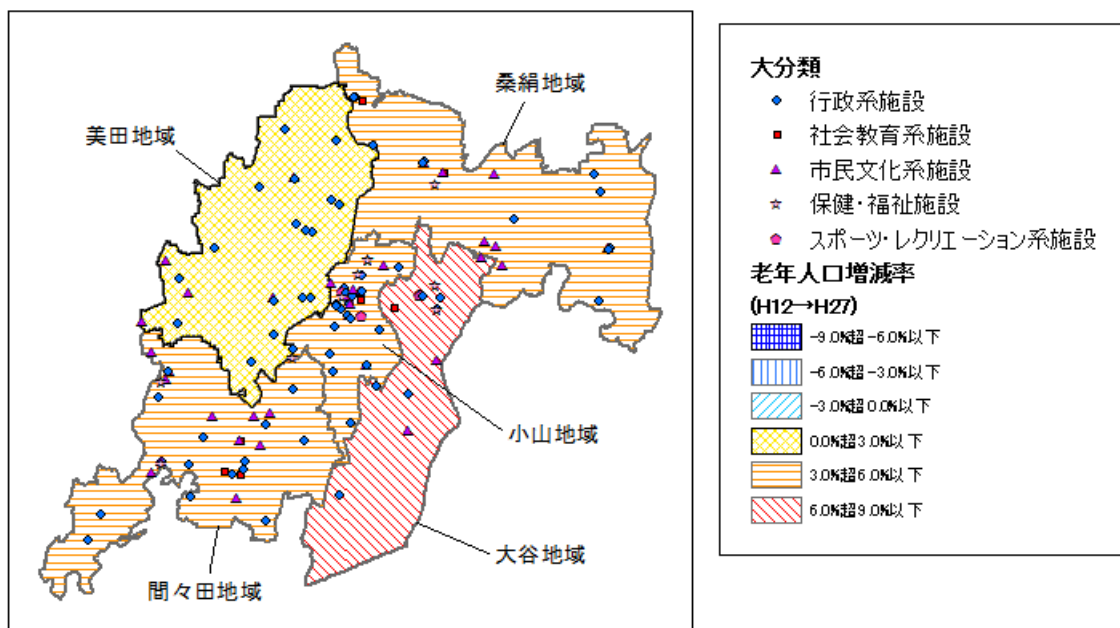 桑絹地域
美田地域
小山地域
大谷地域
間々田地域
大分類
行政系施設
社会教育系施設
市民文化系施設
保健・福祉施設
スポーツ・レクリエーション系施設
老年人口増減率
(H12→H27)
-9.0%超-6.0%以下
-6.0%超-3.0%以下
-3.0%超0.0%以下
0.0%超3.0%以下
3.0%超6.0%以下
6.0%超9.0%以下